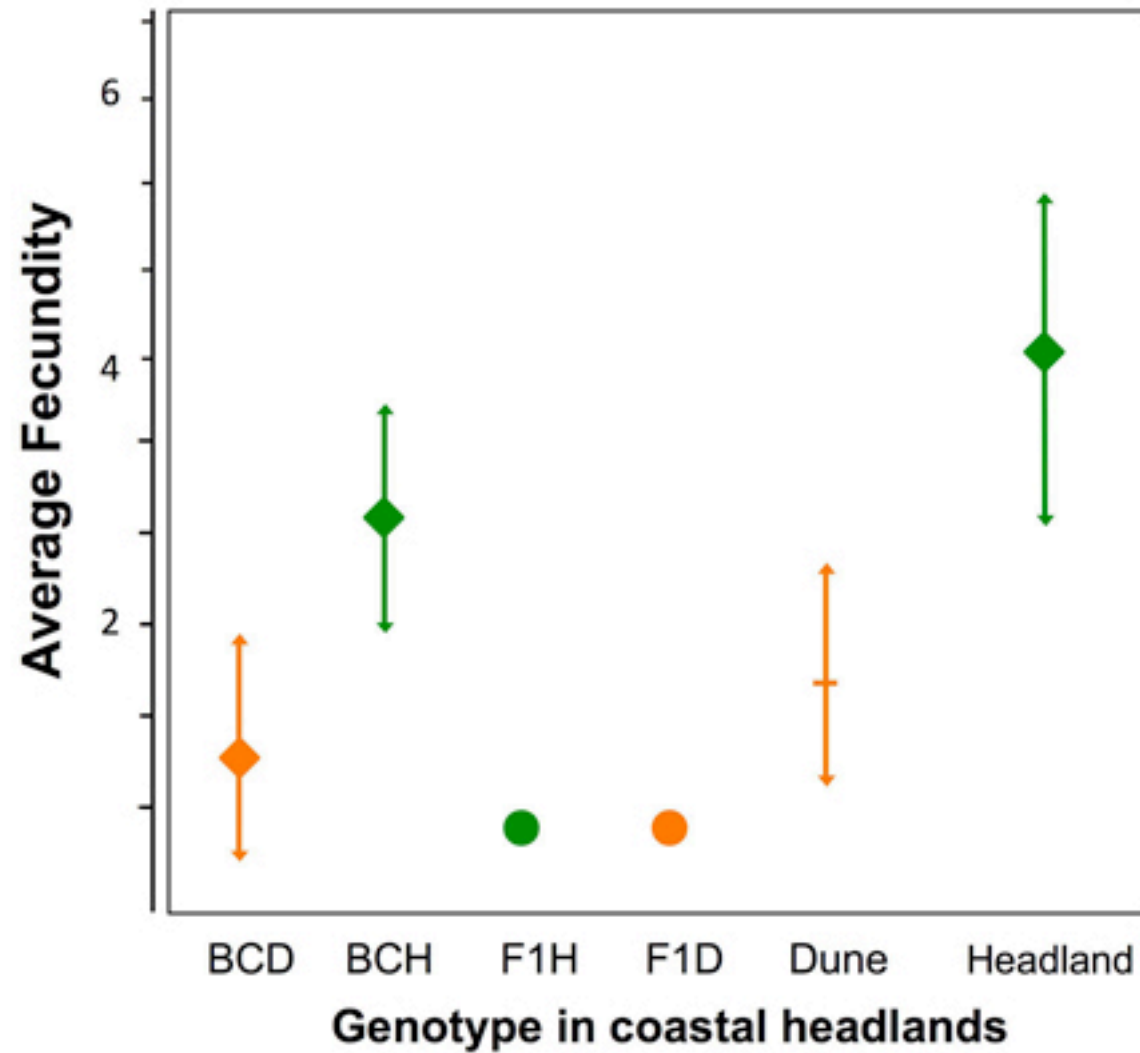 Average Fecundity
6
4
2
BCD BCH F1H F1D Dune Headland
Genotype in coastal headlands